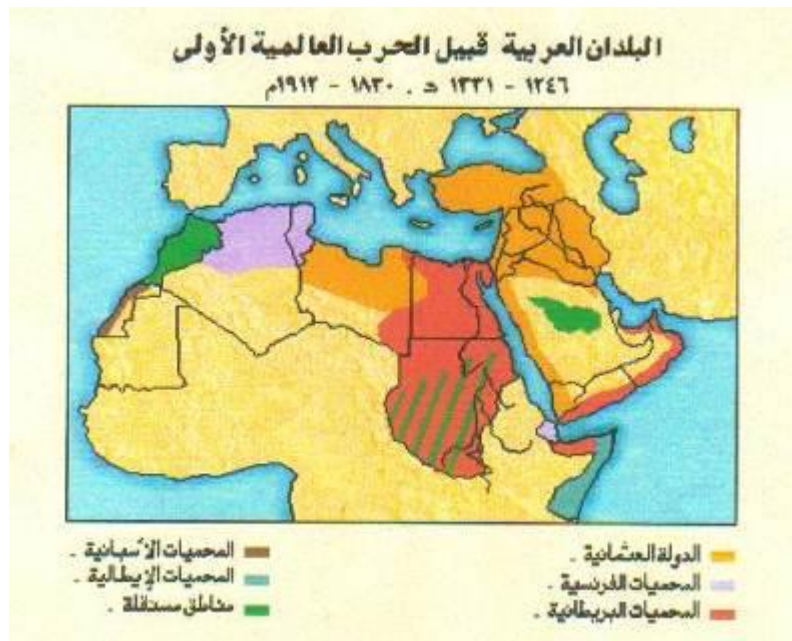 البلدان العربية قبيل الحرب العالمية الأولى
١٢٤٦ - ١٣٣١ هـ . ١٨٣٠ - ١٩١٢م
الدولة العثمانية .
المحميات الفرنسية .
المحميات البريطانية .
المحميات الأسبانية .
المحميات الإيطالية .
مناطق مستقلة .